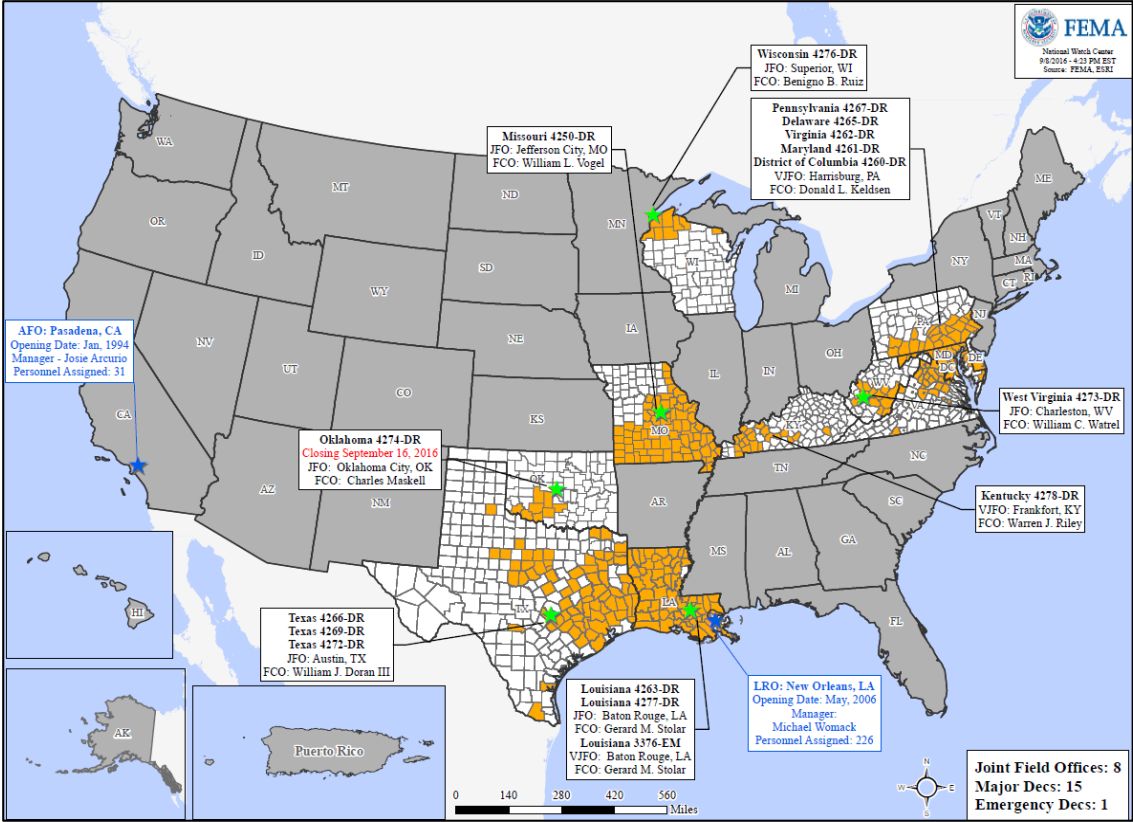 FEMA
National Watch Center
9/8/2016 - 4:23 PM EST
Source: FEMA, ESRI
Wisconsin 4276-DR
JFO: Superior, WI
FCO: Benigno B. Ruiz
Pennsylvania 4267-DR
Delaware 4265-DR
Virginia 4262-DR
Maryland 4261-DR
District of Columbia 4260-DR
VJFO: Harrisburg, PA
FCO: Donald L. Keldsen
Missouri 4250-DR
JFO: Jefferson City, MO
FCO: William L. Vogel
WA
MT
ND
MN
ME
OR
ID
SD
WI
VT
NH
NY
MA
CT
RI
WY
MI
AFO: Pasadena, CA
Opening Date: Jan, 1994
Manager - Josie Arcurio
Personnel Assigned: 31
NV
UT
CO
NE
IA
IL
IN
OH
PA
NJ
MD
DE
DC
WV
VA
CA
KS
MO
KY
West Virginia 4273-DR
JFO: Charleston, WV
FCO: William C. Watrel
Oklahoma 4274-DR
Closing September 16, 2016
JFO: Oklahoma City, OK
FCO: Charles Maskell
AZ
NM
OK
AR
TN
NC
SC
Kentucky 4278-DR
VJFO: Frankfort, KY
FCO: Warren J. Riley
MS
AL
GA
HI
TX
LA
FL
Texas 4266-DR
Texas 4269-DR
Texas 4272-DR
JFO: Austin, TX
FCO: William J. Doran III
Louisiana 4263-DR
Louisiana 4277-DR
JFO: Baton Rouge, LA
FCO: Gerard M. Stolar
Louisiana 3376-EM
VJFO: Baton Rouge, LA
FCO: Gerard M. Stolar
LRO: New Orleans, LA
Opening Date: May, 2006
Manager:
Michael Womack
Personnel Assigned: 226
AK
Puerto Rico
N
W
E
S
0 140 280 420 560
Miles
Joint Field Offices: 8
Major Decs: 15
Emergency Decs: 1